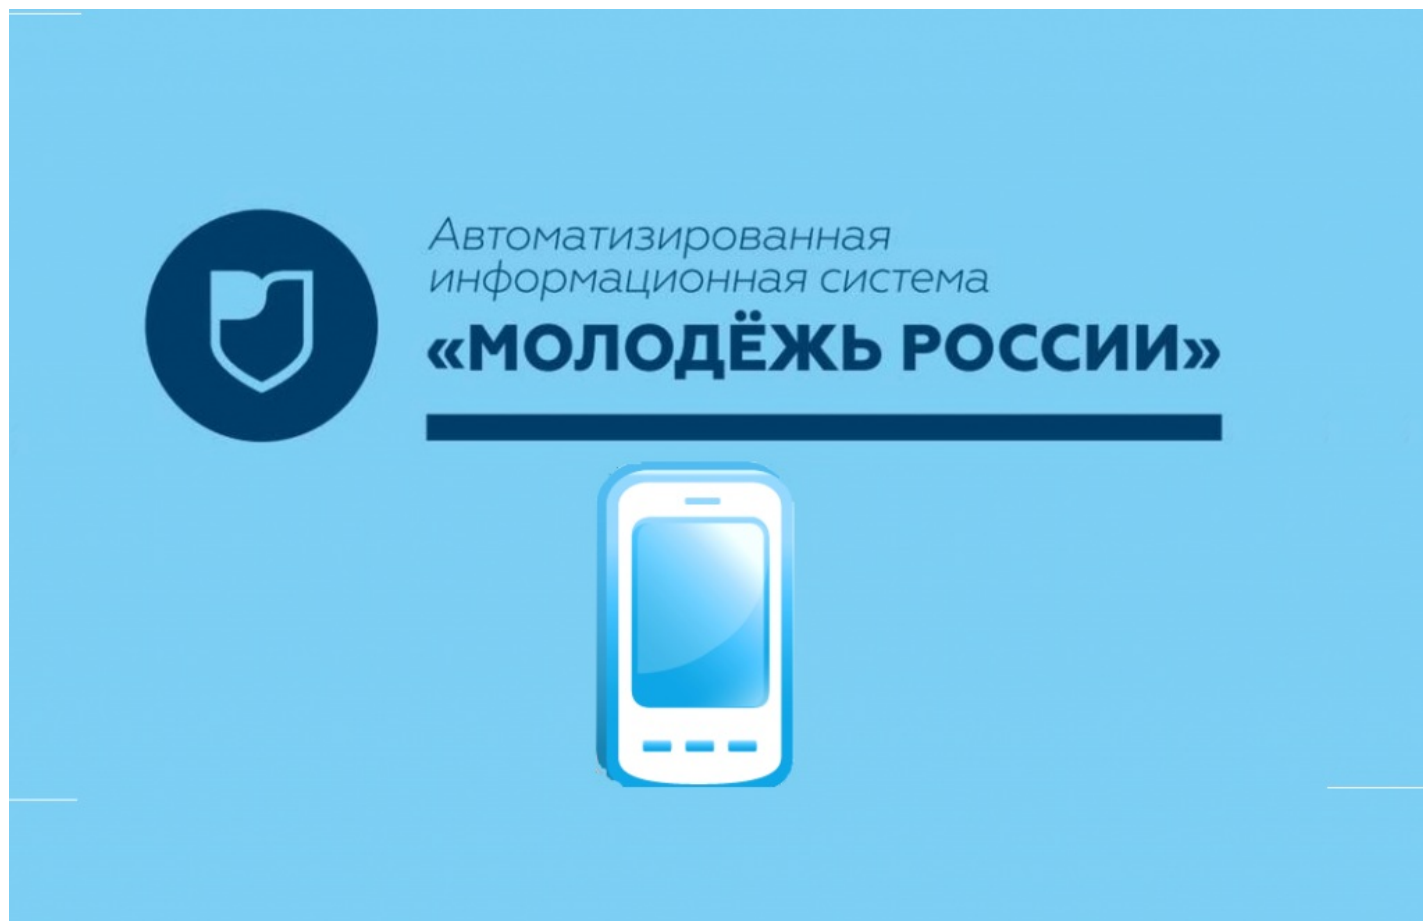 Автоматизированная
информационная система
«МОЛОДЁЖЬ РОССИИ»